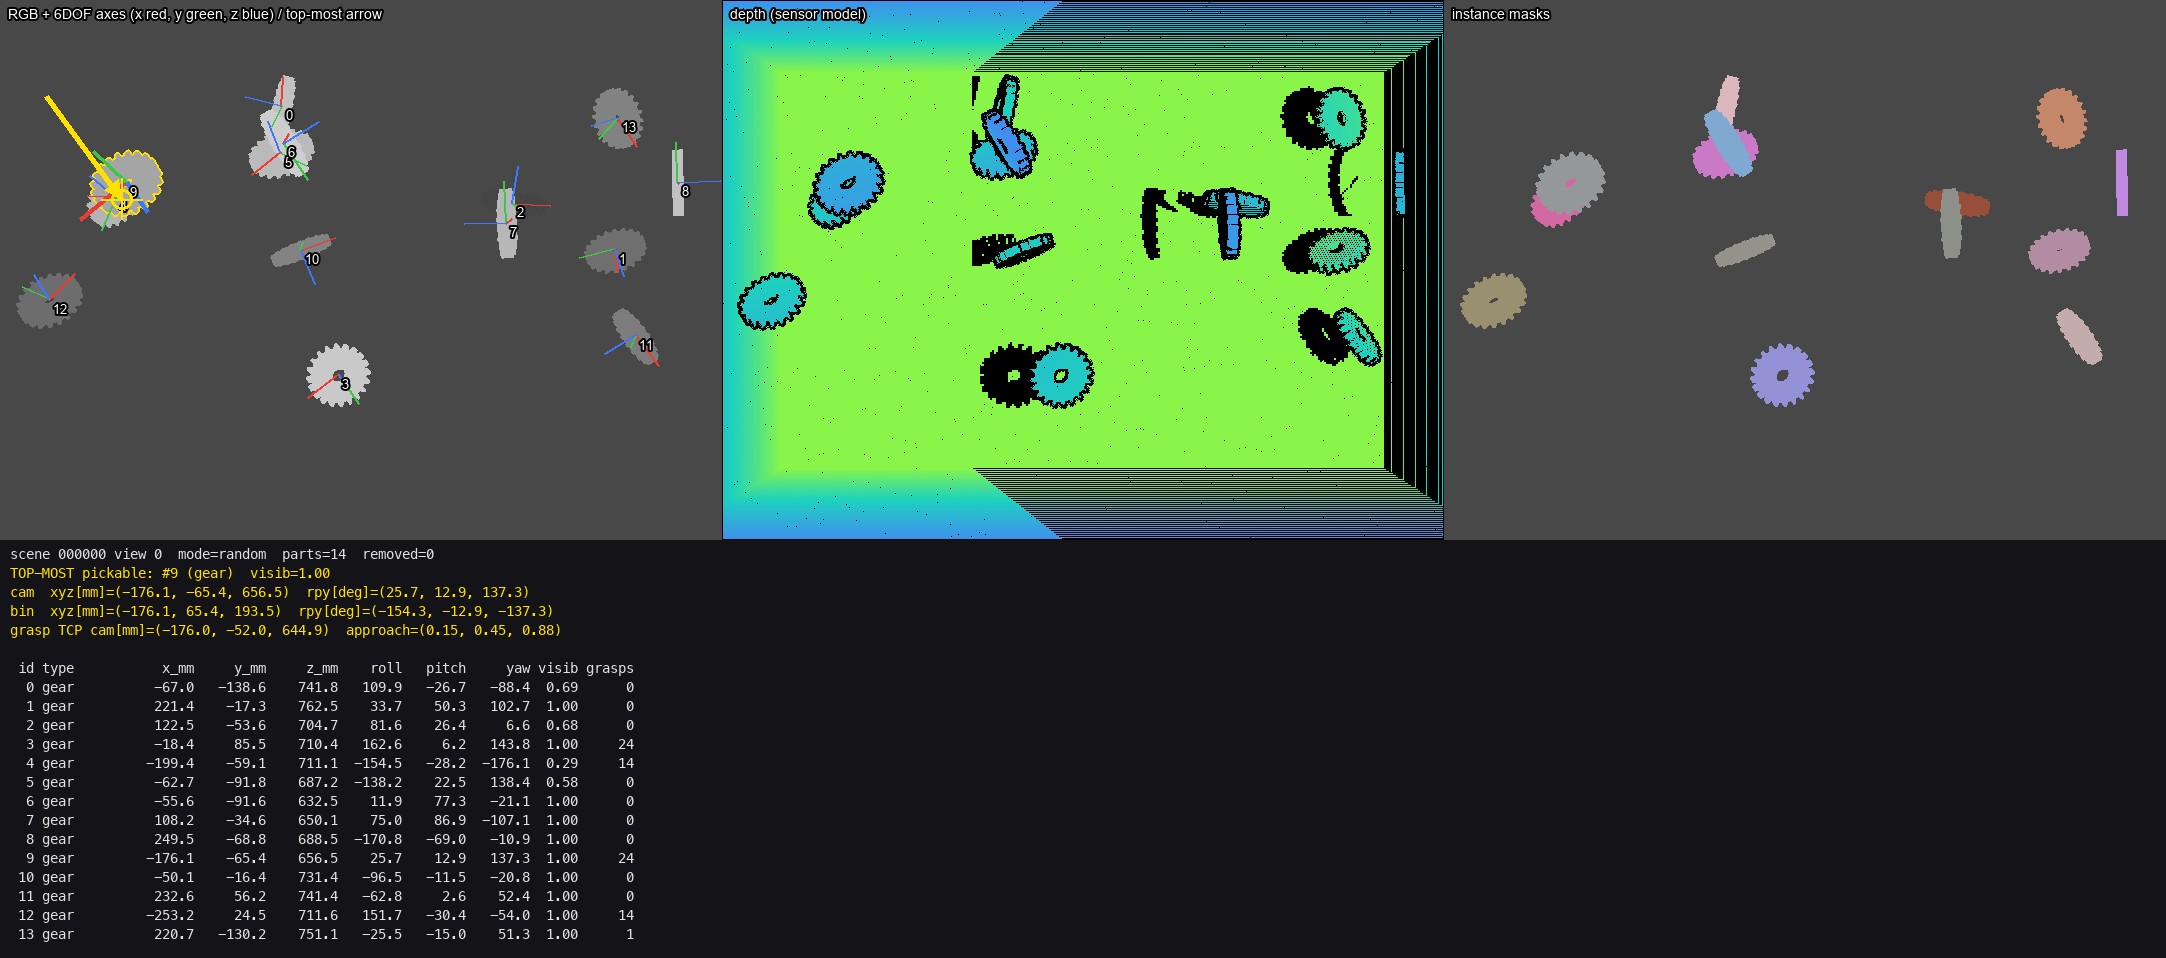 RGB + 6DOF axes (x red, y green, z blue) / top-most arrow
depth (sensor model)
instance masks
0
13
6
5
9
8
2
7
10
1
12
11
3
scene 000000 view 0  mode=random  parts=14  removed=0
TOP-MOST pickable: #9 (gear)  visib=1.00
cam  xyz[mm]=(-176.1, -65.4, 656.5)  rpy[deg]=(25.7, 12.9, 137.3)
bin  xyz[mm]=(-176.1, 65.4, 193.5)  rpy[deg]=(-154.3, -12.9, -137.3)
grasp TCP cam[mm]=(-176.0, -52.0, 644.9)  approach=(0.15, 0.45, 0.88)
id type x_mm y_mm z_mm roll pitch yaw visib grasps
0 gear -67.0 -138.6 741.8 109.9 -26.7 -88.4 0.69 0
1 gear 221.4 -17.3 762.5 33.7 50.3 102.7 1.00 0
2 gear 122.5 -53.6 704.7 81.6 26.4 6.6 0.68 0
3 gear -18.4 85.5 710.4 162.6 6.2 143.8 1.00 24
4 gear -199.4 -59.1 711.1 -154.5 -28.2 -176.1 0.29 14
5 gear -62.7 -91.8 687.2 -138.2 22.5 138.4 0.58 0
6 gear -55.6 -91.6 632.5 11.9 77.3 -21.1 1.00 0
7 gear 108.2 -34.6 650.1 75.0 86.9 -107.1 1.00 0
8 gear 249.5 -68.8 688.5 -170.8 -69.0 -10.9 1.00 0
9 gear -176.1 -65.4 656.5 25.7 12.9 137.3 1.00 24
10 gear -50.1 -16.4 731.4 -96.5 -11.5 -20.8 1.00 0
11 gear 232.6 56.2 741.4 -62.8 2.6 52.4 1.00 0
12 gear -253.2 24.5 711.6 151.7 -30.4 -54.0 1.00 14
13 gear 220.7 -130.2 751.1 -25.5 -15.0 51.3 1.00 1